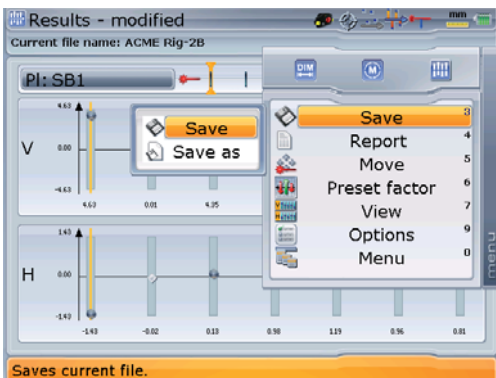 Results - modified
mm
Current file name: ACME Rig-2B
Pl: SB1
DIM
M
Save
Save as
Save 3
Report 4
Move 5
Preset factor 6
View 7
Options 9
Menu 0
menu
V
4.63
0.00
-4.63
4.63 0.01 4.35
H
1.43
0.00
-1.43
-1.43 -0.02 0.13 0.98 1.19 0.96 0.81
Saves current file.